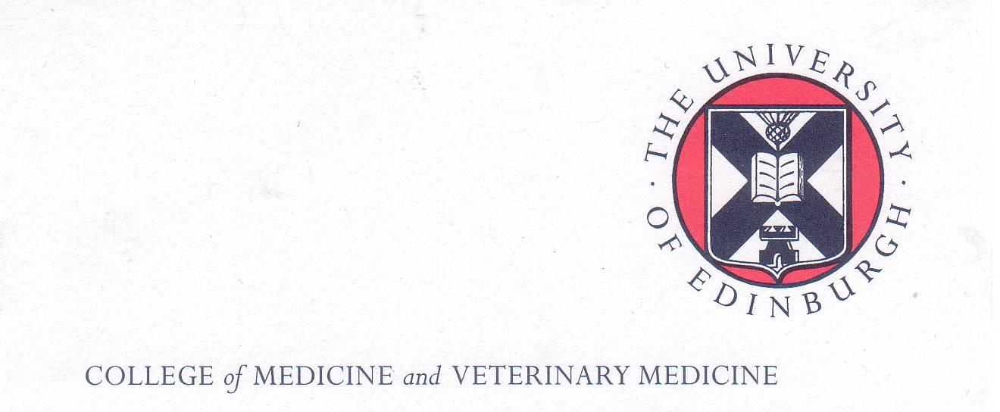 · THE UNIVERSITY ·
OF EDINBURGH
COLLEGE of MEDICINE and VETERINARY MEDICINE